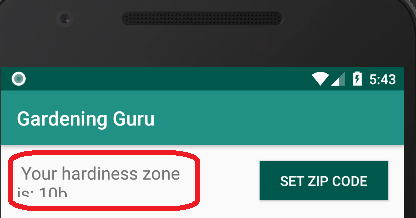 5:43
Gardening Guru
Your hardiness zone
is: 10b
SET ZIP CODE